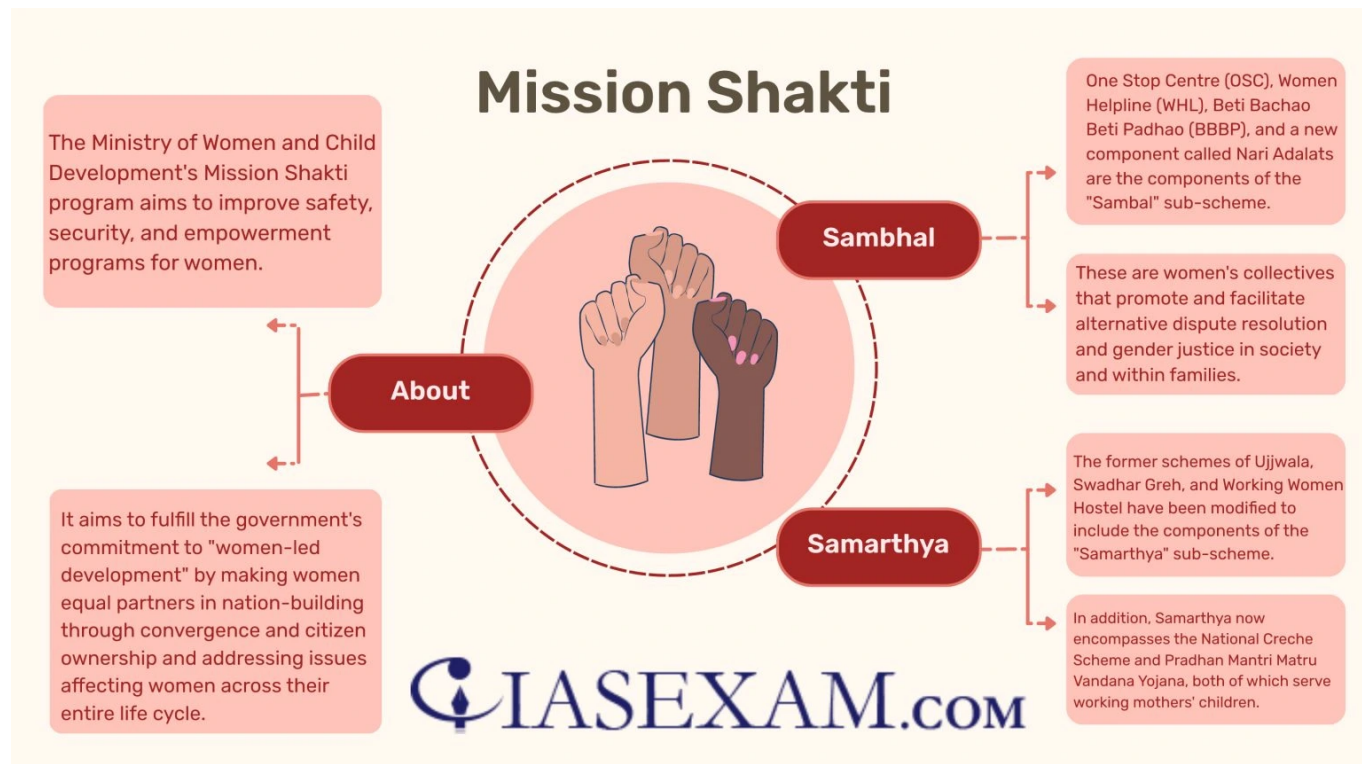 Mission Shakti
The Ministry of Women and Child
Development's Mission Shakti
program aims to improve safety,
security, and empowerment
programs for women.
About
It aims to fulfill the government's
commitment to "women-led
development" by making women
equal partners in nation-building
through convergence and citizen
ownership and addressing issues
affecting women across their
entire life cycle.
Sambhal
One Stop Centre (OSC), Women
Helpline (WHL), Beti Bachao
Beti Padhao (BBBP), and a new
component called Nari Adalats
are the components of the
"Sambal" sub-scheme.
These are women's collectives
that promote and facilitate
alternative dispute resolution
and gender justice in society
and within families.
Samarthya
The former schemes of Ujjwala,
Swadhar Greh, and Working Women
Hostel have been modified to
include the components of the
"Samarthya" sub-scheme.
In addition, Samarthya now
encompasses the National Creche
Scheme and Pradhan Mantri Matru
Vandana Yojana, both of which serve
working mothers' children.
IASEXAM.COM